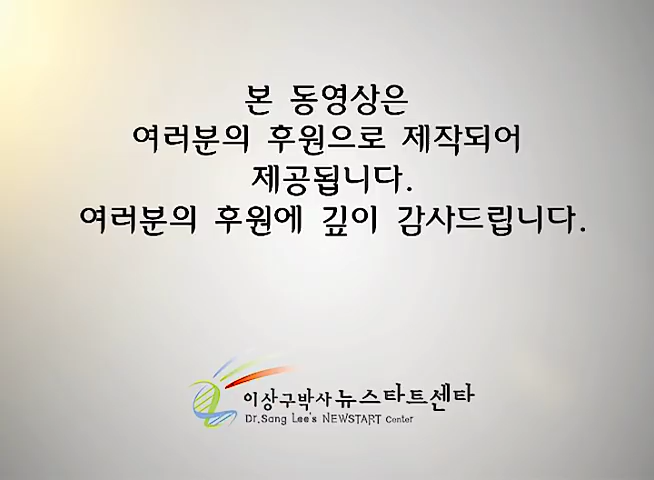 본 동영상은
여러분의 후원으로 제작되어
제공됩니다.
여러분의 후원에 깊이 감사드립니다.
이상구박사 뉴스타트센타
Dr.Sang Lee's NEWSTART Center